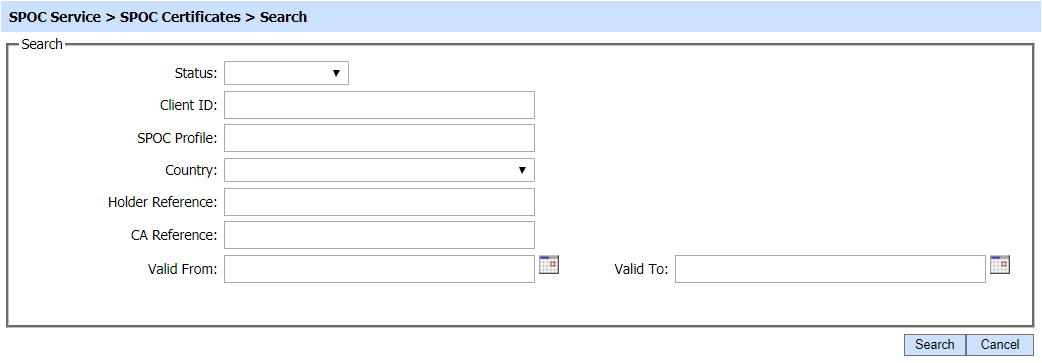 SPOC Service > SPOC Certificates > Search
Search
Status:
Client ID:
SPOC Profile:
Country:
Holder Reference:
CA Reference:
Valid From: Valid To:
Search Cancel